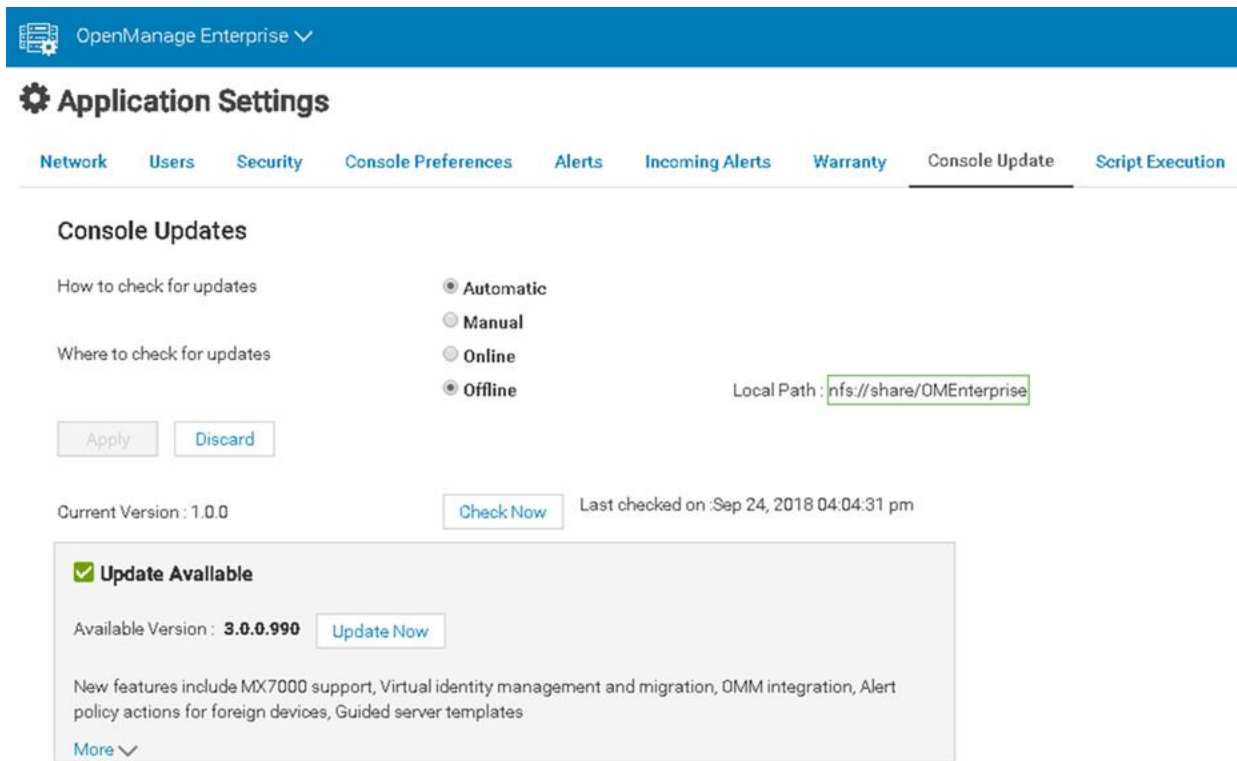 OpenManage Enterprise
Application Settings
Network Users Security Console Preferences Alerts Incoming Alerts Warranty Console Update Script Execution
Console Updates
How to check for updates Automatic
Manual
Where to check for updates Online
Offline Local Path : nfs://share/OMEnterprise
Apply Discard
Current Version : 1.0.0 Check Now Last checked on :Sep 24, 2018 04:04:31 pm
Update Available
Available Version : 3.0.0.990 Update Now
New features include MX7000 support, Virtual identity management and migration, OMM integration, Alert
policy actions for foreign devices, Guided server templates
More